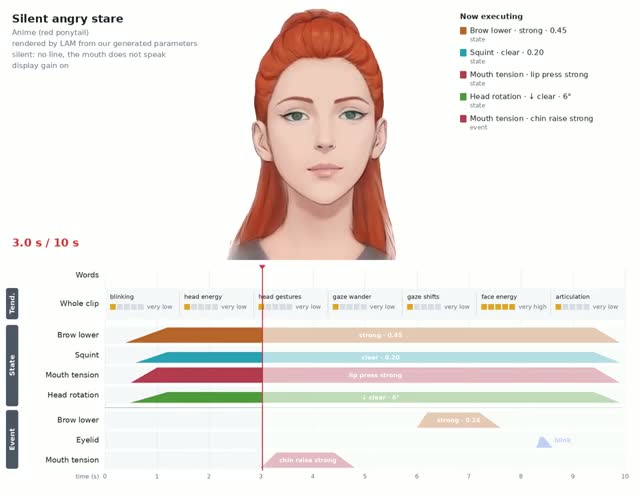 Silent angry stare
Anime (red ponytail)
rendered by LAM from our generated parameters
silent: no line, the mouth does not speak
display gain on
3.0 s / 10 s
Now executing
Brow lower · strong · 0.45
state
Squint · clear · 0.20
state
Mouth tension · lip press strong
state
Head rotation · ↓ clear · 6°
state
Mouth tension · chin raise strong
event
Words
Tend.
Whole clip
blinking
very low
head energy
very low
head gestures
very low
gaze wander
very low
gaze shifts
very low
face energy
very high
articulation
very low
State
Brow lower
strong · 0.45
Squint
clear · 0.20
Mouth tension
lip press strong
Head rotation
↓ clear · 6°
Event
Brow lower
strong · 0.16
Eyelid
blink
Mouth tension
chin raise strong
time (s)
0 1 2 3 4 5 6 7 8 9 10